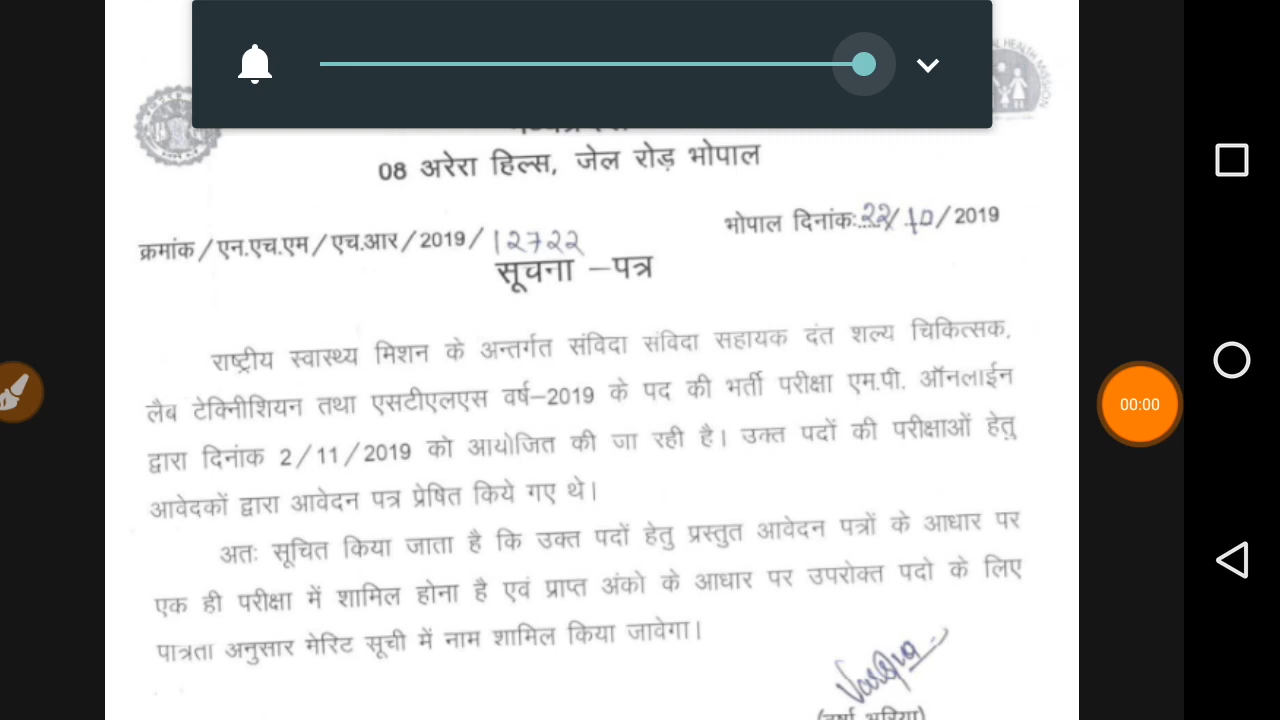 08 अरेरा हिल्स, जेल रोड़ भोपाल
भोपाल दिनांकः....22/10/2019
क्रमांक/एन.एच.एम/एच.आर/2019/12722
सूचना –पत्र
राष्ट्रीय स्वास्थ्य मिशन के अन्तर्गत संविदा संविदा सहायक दंत शल्य चिकित्सक,
लैब टेक्निीशियन तथा एसटीएलएस वर्ष–2019 के पद की भर्ती परीक्षा एम.पी. ऑनलाईन
द्वारा दिनांक 2/11/2019 को आयोजित की जा रही है। उक्त पदों की परीक्षाओं हेतु
आवेदकों द्वारा आवेदन पत्र प्रेषित किये गए थे।
अतः सूचित किया जाता है कि उक्त पदों हेतु प्रस्तुत आवेदन पत्रों के आधार पर
एक ही परीक्षा में शामिल होना है एवं प्राप्त अंको के आधार पर उपरोक्त पदो के लिए
पात्रता अनुसार मेरिट सूची में नाम शामिल किया जावेगा।
00:00